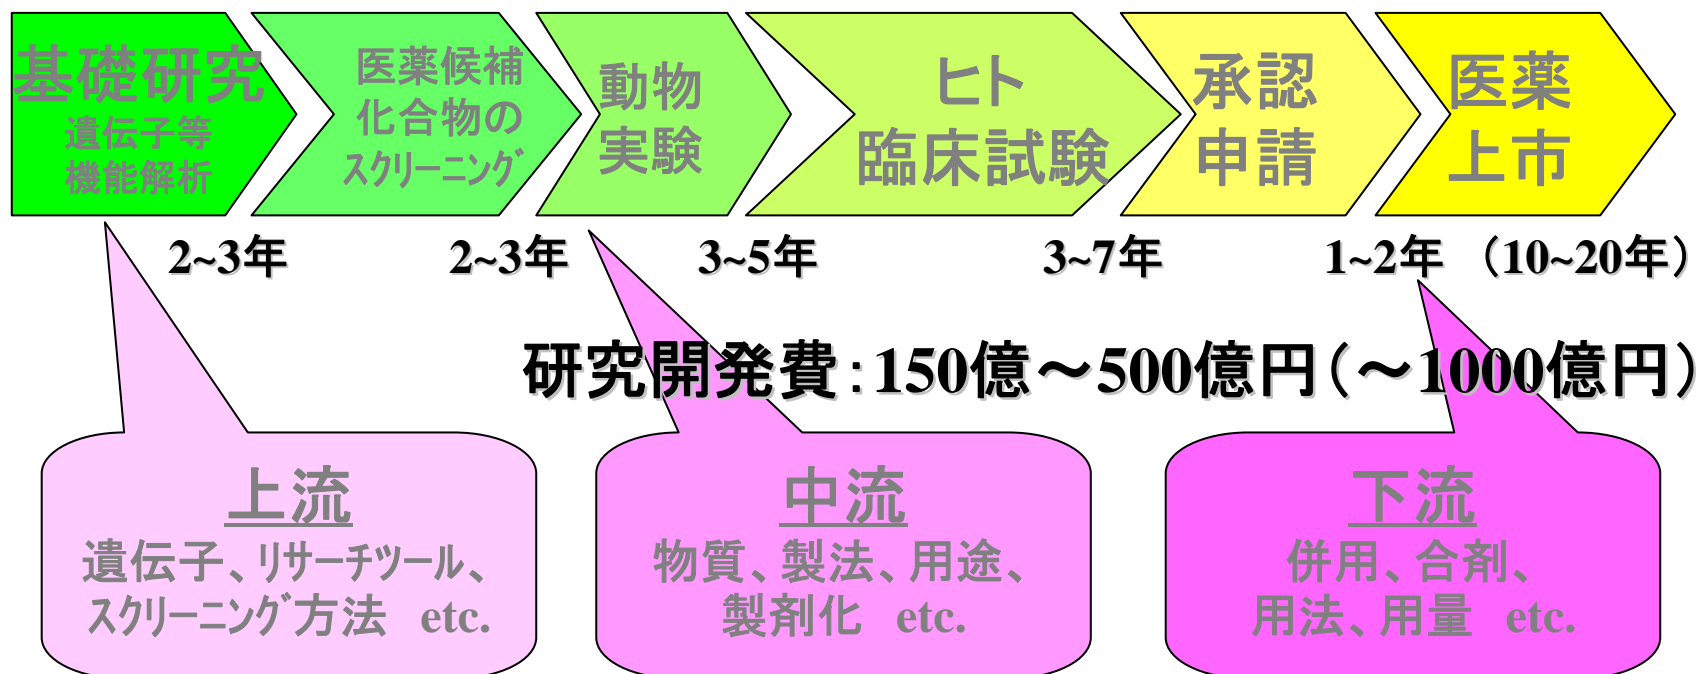 基礎研究
遺伝子等
機能解析
医薬候補
化合物の
スクリーニング
動物
実験
ヒト
臨床試験
承認
申請
医薬
上市
2~3年
2~3年
3~5年
3~7年
1~2年
（10~20年）
研究開発費：150億～500億円（～1000億円）
上流
遺伝子、リサーチツール、
スクリーニング方法　etc.
中流
物質、製法、用途、
製剤化　etc.
下流
併用、合剤、
用法、用量　etc.